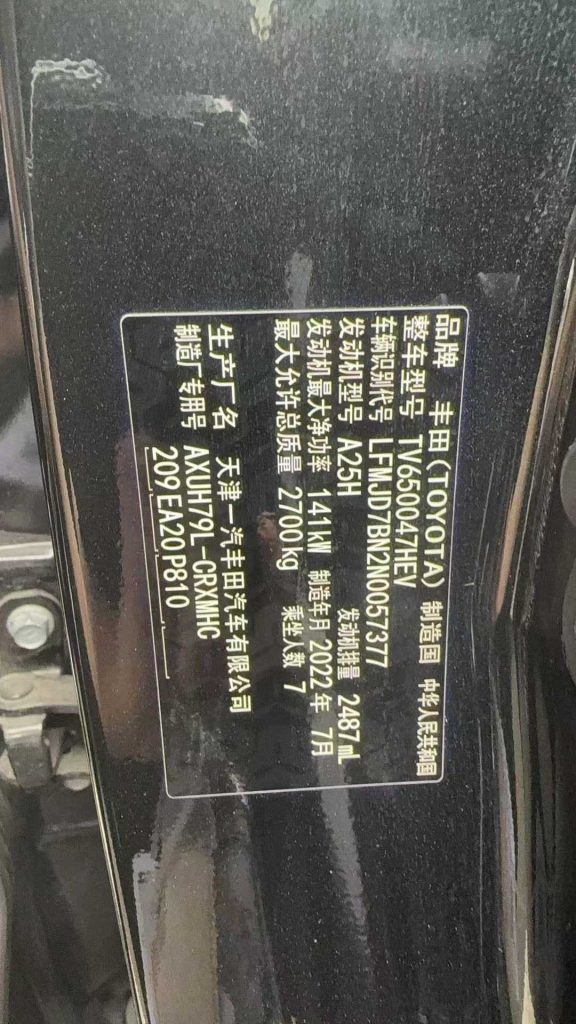 品牌 丰田(TOYOTA) 制造国 中华人民共和国
整车型号 TV650047HEV
车辆识别代号 LFMJD7BN2N0057377
发动机型号 A25H 发动机排量 2487mL
发动机最大净功率 141kW 制造年月 2022年 7月
最大允许总质量 2700kg 乘坐人数 7
生产厂名 天津一汽丰田汽车有限公司
制造厂专用号 AXUH79L-CRXMHC
209EA20P810